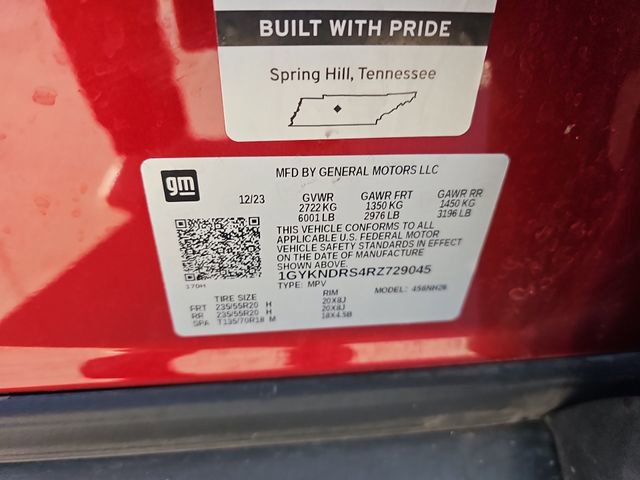 BUILT WITH PRIDE
Spring Hill, Tennessee
gm
MFD BY GENERAL MOTORS LLC
12/23 GVWR GAWR FRT GAWR RR
2722 KG 1350 KG 1450 KG
6001 LB 2976 LB 3196 LB
THIS VEHICLE CONFORMS TO ALL
APPLICABLE U.S. FEDERAL MOTOR
VEHICLE SAFETY STANDARDS IN EFFECT
ON THE DATE OF MANUFACTURE
SHOWN ABOVE
1GYKNDRS4RZ729045
170H
TYPE: MPV MODEL: 456NH26
TIRE SIZE RIM
FRT 235/55R20 H 20X8J
RR 235/55R20 H 20X8J
SPA T135/70R18 M 18X4.5B